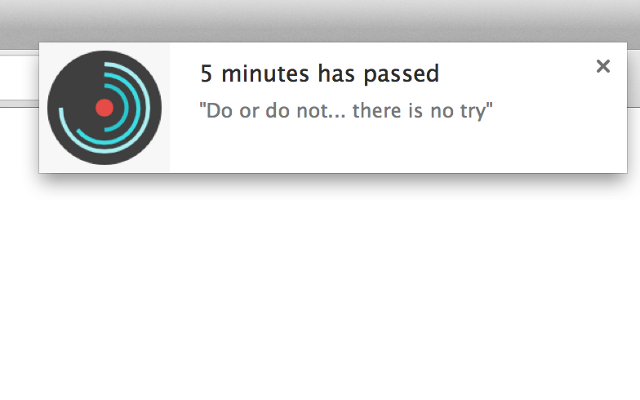 5 minutes has passed
"Do or do not... there is no try"